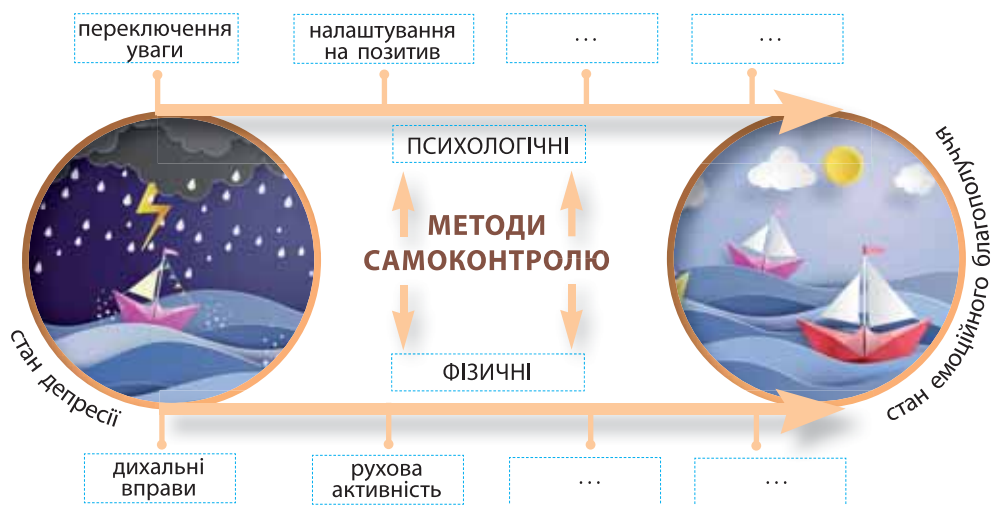 переключення
уваги
налаштування
на позитив
...
...
ПСИХОЛОГІЧНІ
МЕТОДИ
САМОКОНТРОЛЮ
ФІЗИЧНІ
стан депресії
стан емоційного благополуччя
дихальні
вправи
рухова
активність
...
...